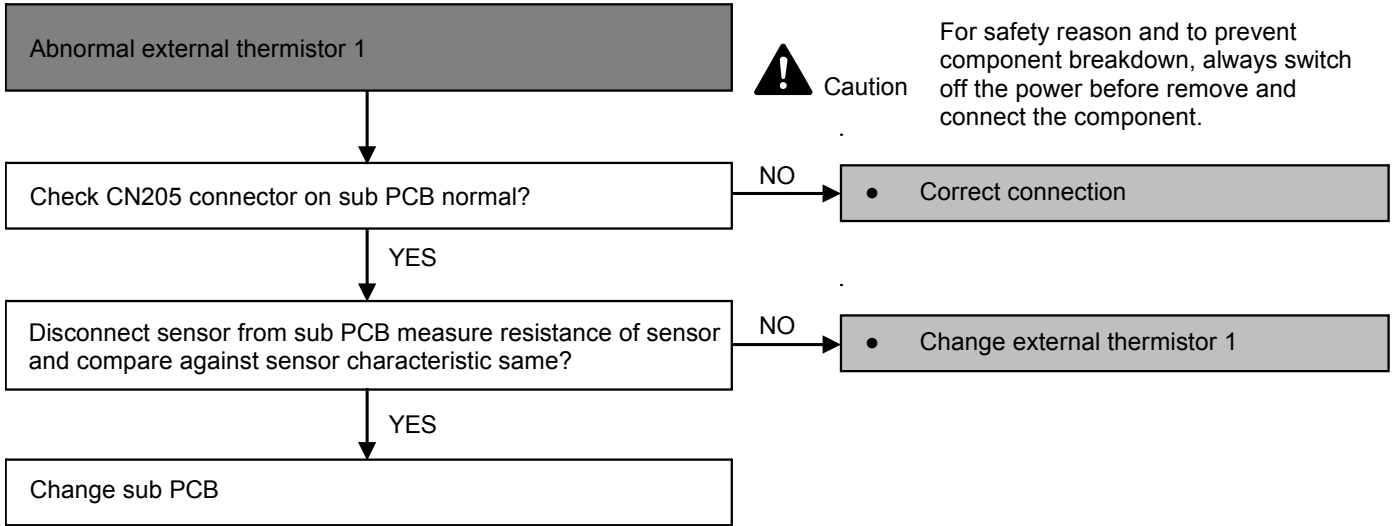 Abnormal external thermistor 1
Caution
For safety reason and to prevent
component breakdown, always switch
off the power before remove and
connect the component.
Check CN205 connector on sub PCB normal?
NO
● Correct connection
YES
Disconnect sensor from sub PCB measure resistance of sensor
and compare against sensor characteristic same?
NO
● Change external thermistor 1
YES
Change sub PCB